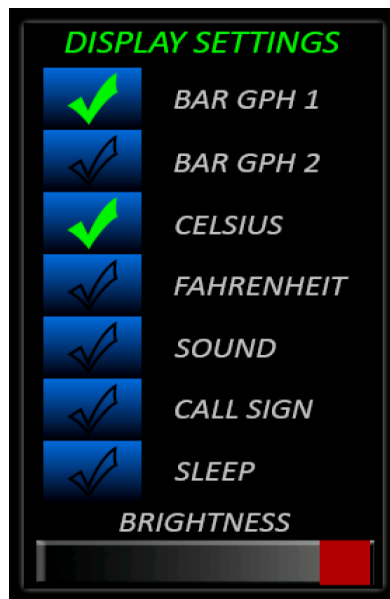 DISPLAY SETTINGS
BAR GPH 1
BAR GPH 2
CELSIUS
FAHRENHEIT
SOUND
CALL SIGN
SLEEP
BRIGHTNESS